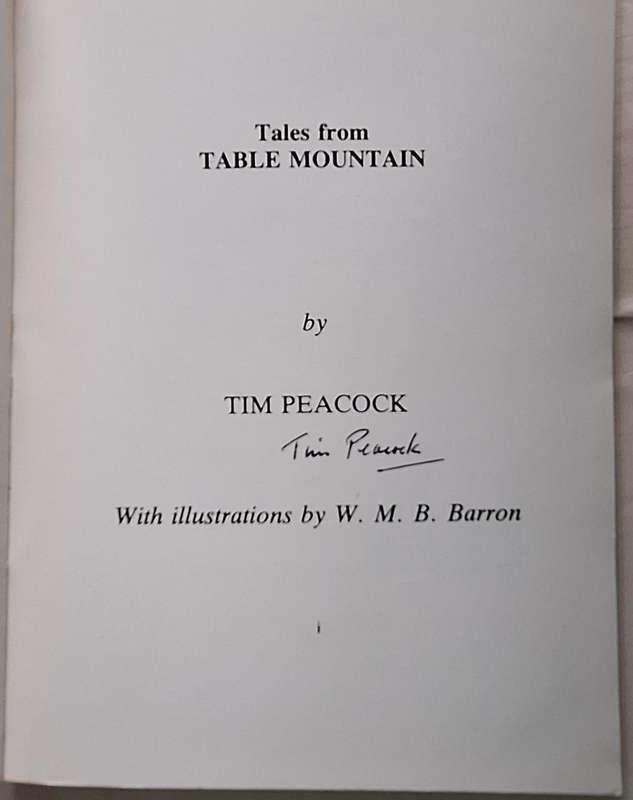 Tales from
TABLE MOUNTAIN
by
TIM PEACOCK
Tim Peacock
With illustrations by W. M. B. Barron
i